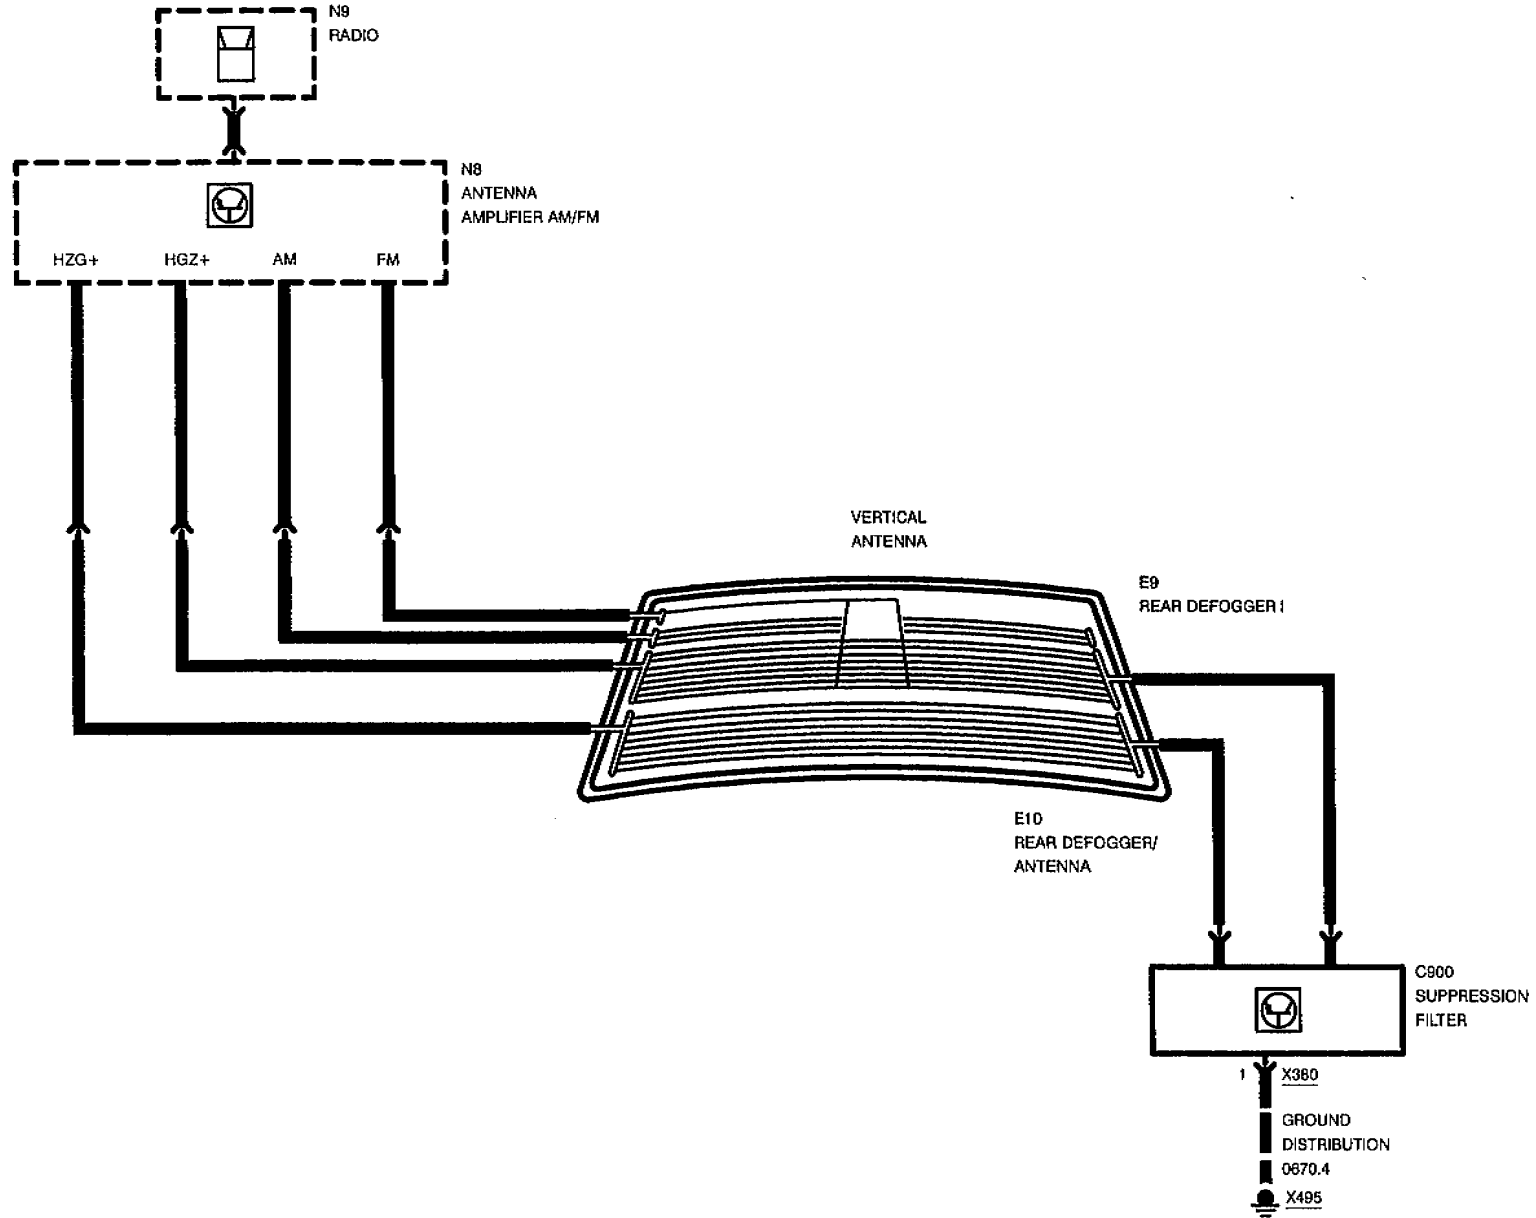 N9
RADIO
N8
ANTENNA
AMPLIFIER AM/FM
HZG+
HGZ+
AM
FM
VERTICAL
ANTENNA
E9
REAR DEFOGGER I
E10
REAR DEFOGGER/
ANTENNA
C900
SUPPRESSION
FILTER
1
X380
GROUND
DISTRIBUTION
0670.4
X495